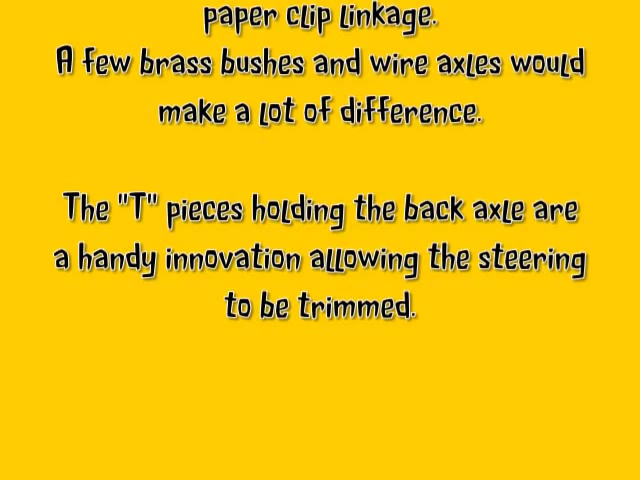 paper clip linkage.
A few brass bushes and wire axles would
make a lot of difference.
The "T" pieces holding the back axle are
a handy innovation allowing the steering
to be trimmed.